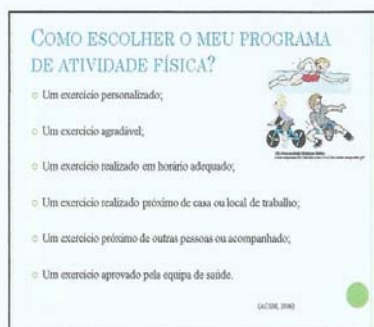 COMO ESCOLHER O MEU PROGRAMA
DE ATIVIDADE FÍSICA?
Um exercício personalizado;
Um exercício agradável;
Um exercício realizado em horário adequado;
Um exercício realizado próximo de casa ou local de trabalho;
Um exercício próximo de outras pessoas ou acompanhado;
Um exercício aprovado pela equipa de saúde.